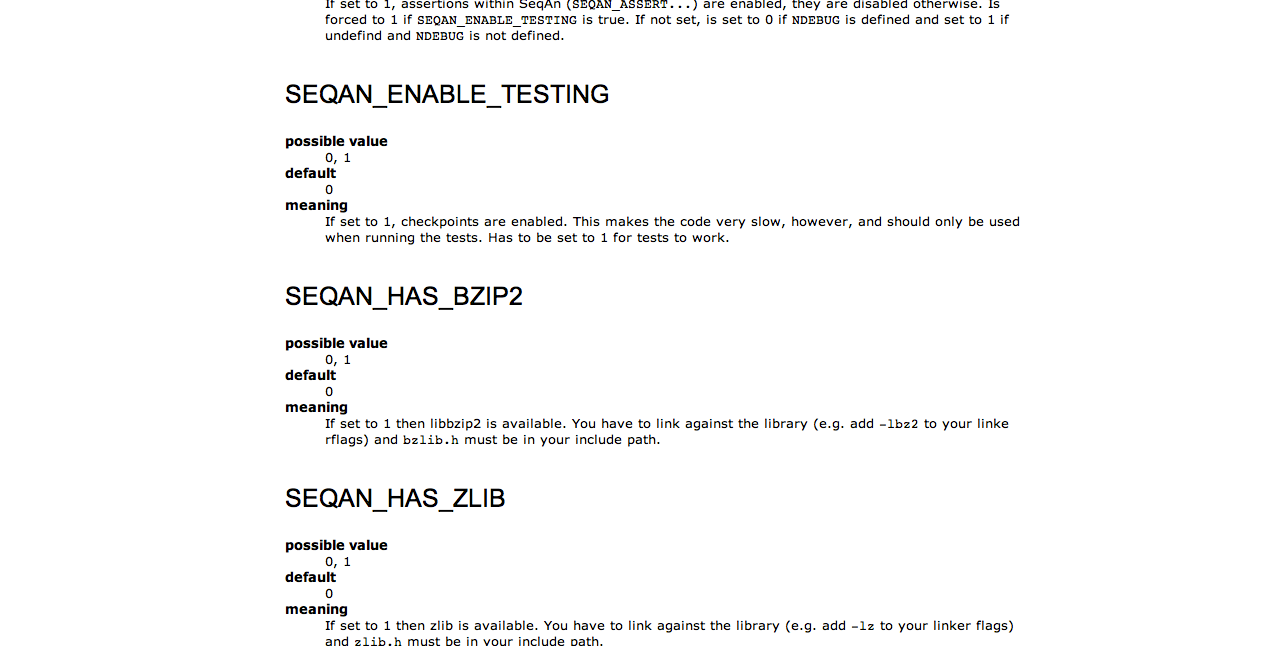 If set to 1, assertions within SeqAn (SEQAN_ASSERT...) are enabled, they are disabled otherwise. Is
forced to 1 if SEQAN_ENABLE_TESTING is true. If not set, is set to 0 if NDEBUG is defined and set to 1 if
undefind and NDEBUG is not defined.
SEQAN_ENABLE_TESTING
possible value
0, 1
default
0
meaning
If set to 1, checkpoints are enabled. This makes the code very slow, however, and should only be used
when running the tests. Has to be set to 1 for tests to work.
SEQAN_HAS_BZIP2
possible value
0, 1
default
0
meaning
If set to 1 then libbzip2 is available. You have to link against the library (e.g. add -lbz2 to your linke
rflags) and bzlib.h must be in your include path.
SEQAN_HAS_ZLIB
possible value
0, 1
default
0
meaning
If set to 1 then zlib is available. You have to link against the library (e.g. add -lz to your linker flags)
and zlib.h must be in your include path.